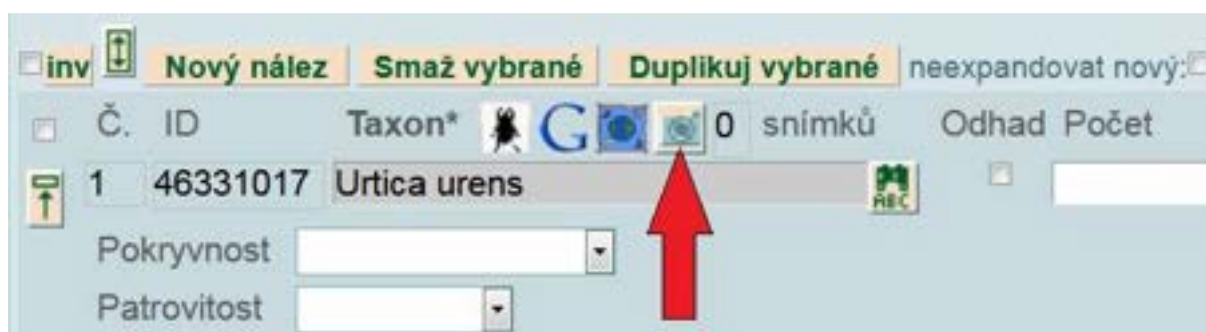 inv Nový nález Smaž vybrané Duplikuj vybrané neexpandovat nový:
Č. ID Taxon* G 0 snímků Odhad Počet
1 46331017 Urtica urens ABC
Pokryvnost
Patrovitost